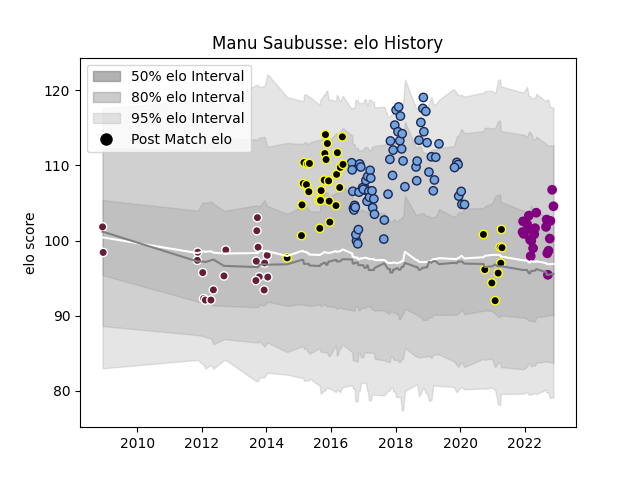 Manu Saubusse: elo History
50% elo Interval
80% elo Interval
95% elo Interval
Post Match elo
elo score
120
110
100
90
80
2010 2012 2014 2016 2018 2020 2022